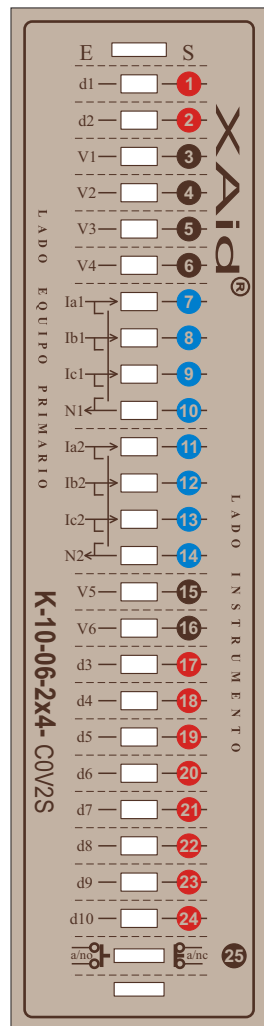 E S
d1 1
d2 2
V1 3
V2 4
V3 5
V4 6
Ia1 7
Ib1 8
Ic1 9
N1 10
Ia2 11
Ib2 12
Ic2 13
N2 14
V5 15
V6 16
d3 17
d4 18
d5 19
d6 20
d7 21
d8 22
d9 23
d10 24
a/no a/nc 25
XAid®
LADO EQUIPO PRIMARIO
LADO INSTRUMENTO
K-10-06-2x4- C0V2S